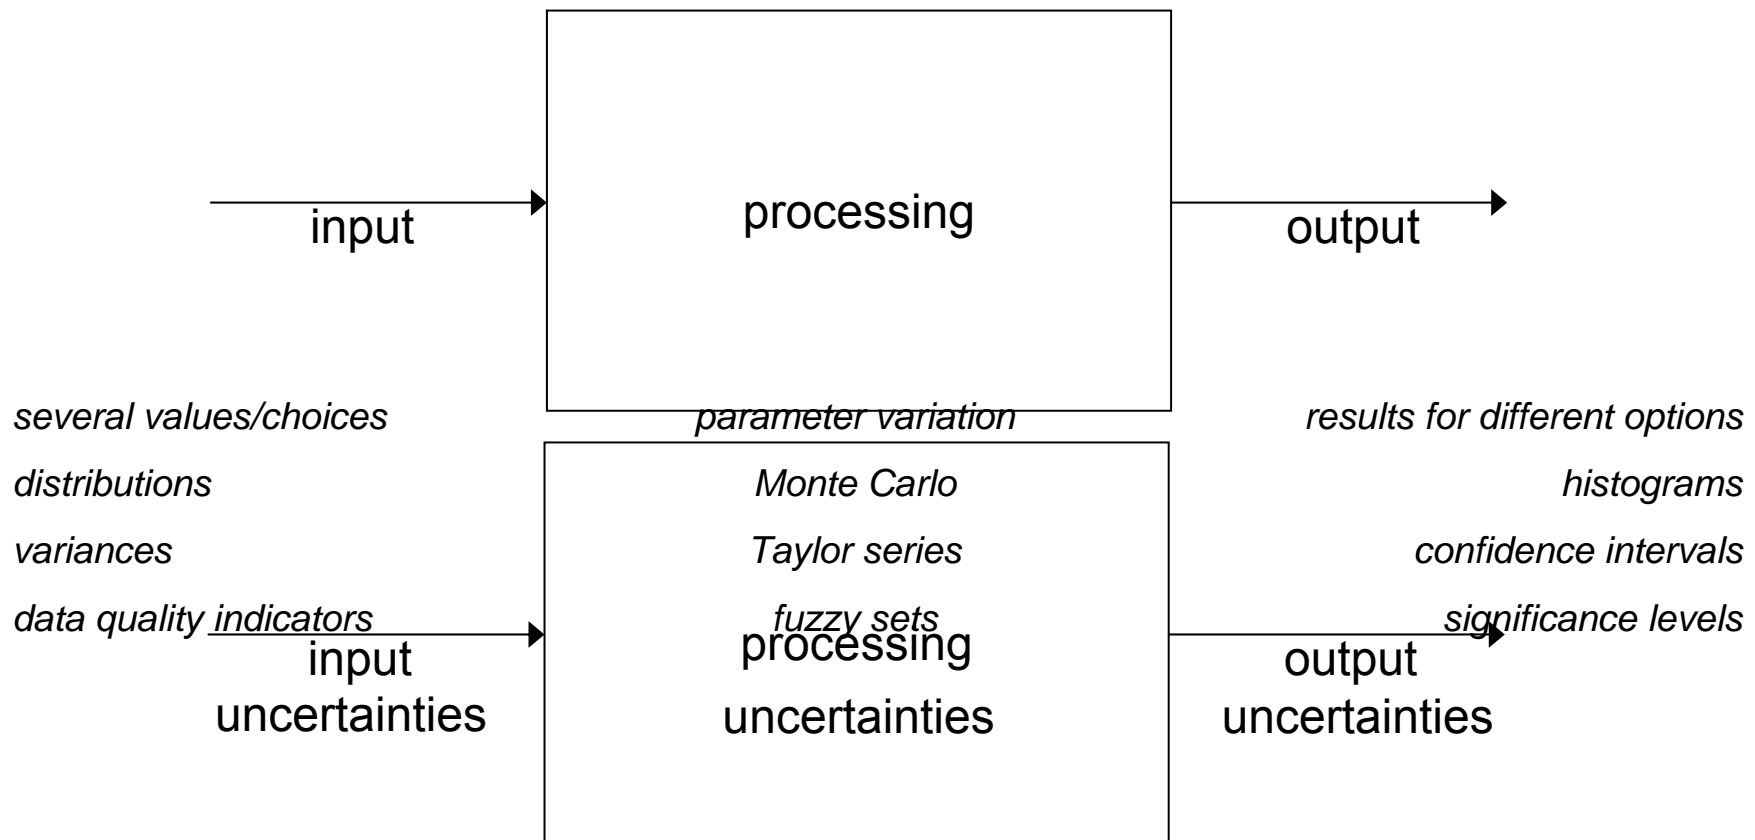 processing
input
output
several values/choices
parameter variation
results for different options
distributions
Monte Carlo
histograms
variances
Taylor series
confidence intervals
data quality indicators
fuzzy sets
significance levels
input
uncertainties
processing
uncertainties
output
uncertainties